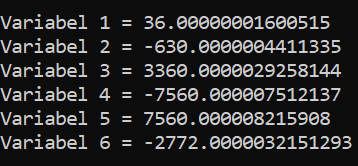 Variabel 1 = 36.00000001600515
Variabel 2 = -630.0000004411335
Variabel 3 = 3360.0000029258144
Variabel 4 = -7560.000007512137
Variabel 5 = 7560.000008215908
Variabel 6 = -2772.0000032151293